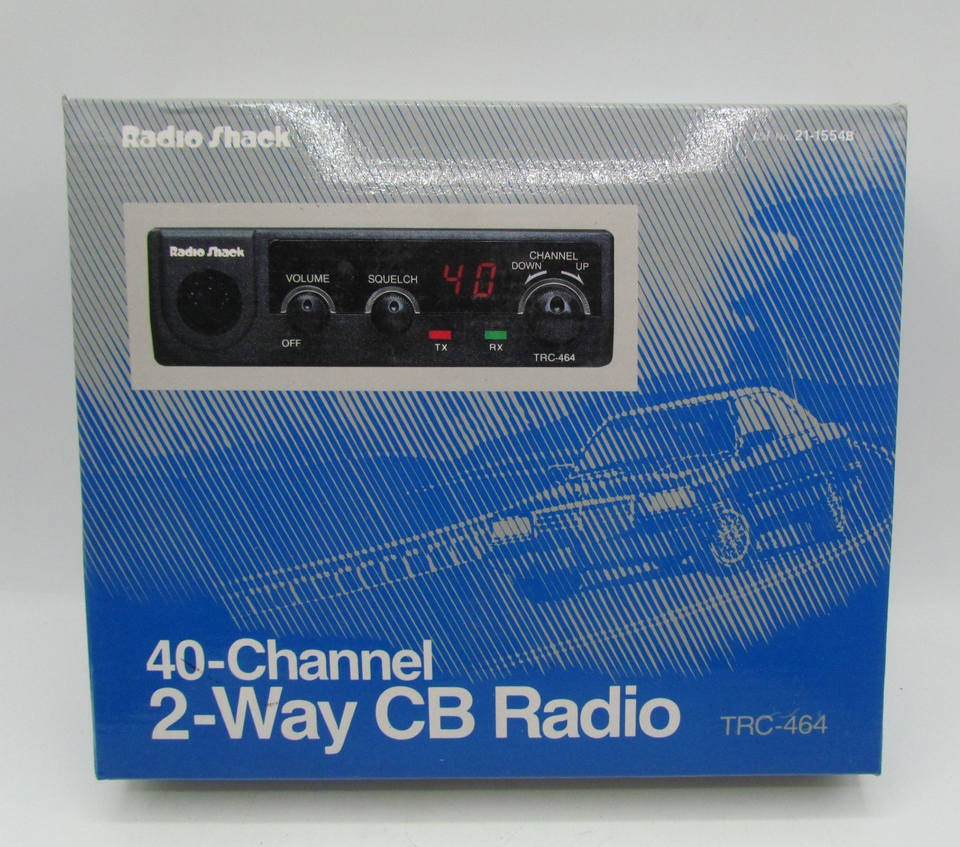 Radio Shack
Cat. No. 21-1554B
Radio Shack
VOLUME
SQUELCH
40
CHANNEL
DOWN UP
OFF
TX
RX
TRC-464
40-Channel
2-Way CB Radio
TRC-464